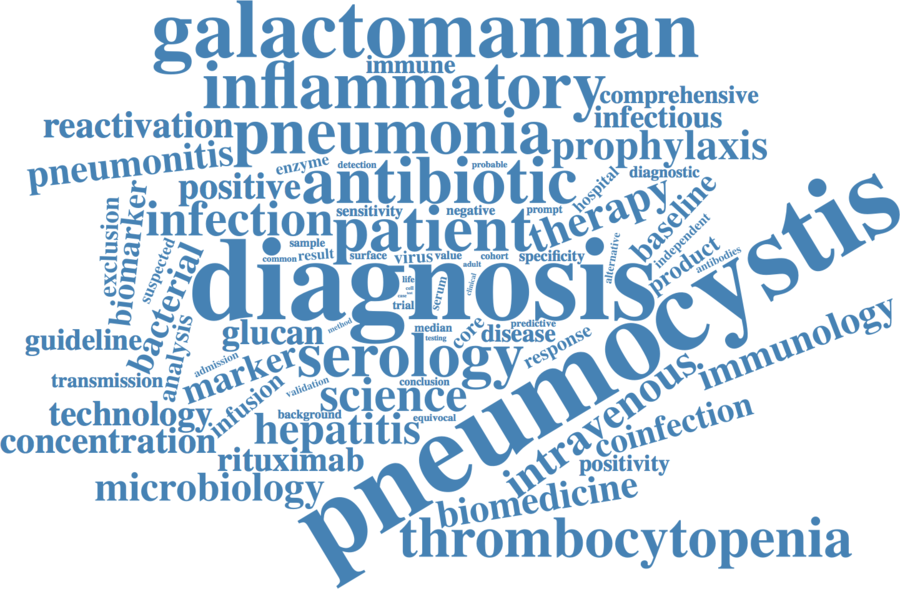 galactomannan
immune
inflammatory
comprehensive
infectious
reactivation
pneumonia
prophylaxis
pneumonitis
enzyme
detection
probable
diagnostic
positive
antibiotic
hospital
therapy
baseline
infection
sensitivity
negative
prompt
patient
independent
exclusion
biomarker
suspected
bacterial
sample
result
common
surface
virus
value
adult
cohort
specificity
alternative
product
antibodies
pneumocystis
diagnosis
life
cell
case
trial
serum
clinical
guideline
analysis
glucan
method
median
testing
core
predictive
disease
response
immunology
serology
marker
admission
transmission
infusion
validation
conclusion
science
intravenous
technology
background
equivocal
hepatitis
coinfection
concentration
rituximab
positivity
microbiology
biomedicine
thrombocytopenia